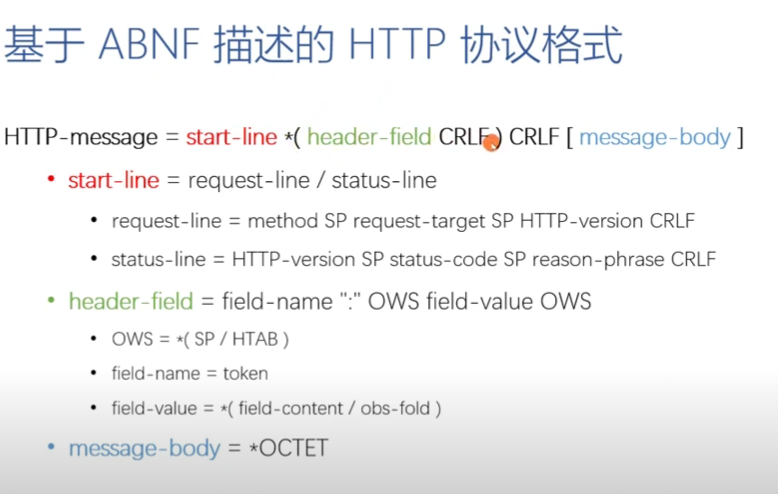 基于 ABNF 描述的 HTTP 协议格式
HTTP-message = start-line *( header-field CRLF ) CRLF [ message-body ]
• start-line = request-line / status-line
• request-line = method SP request-target SP HTTP-version CRLF
• status-line = HTTP-version SP status-code SP reason-phrase CRLF
• header-field = field-name ":" OWS field-value OWS
• OWS = *( SP / HTAB )
• field-name = token
• field-value = *( field-content / obs-fold )
• message-body = *OCTET